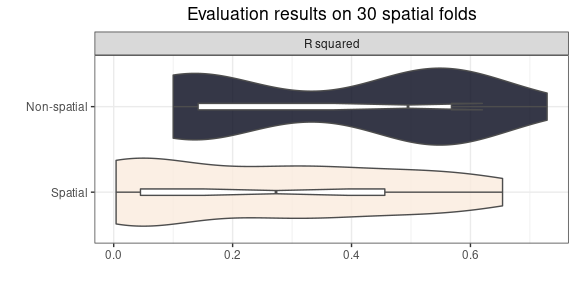 Evaluation results on 30 spatial folds
R squared
Non-spatial
Spatial
0.0 0.2 0.4 0.6